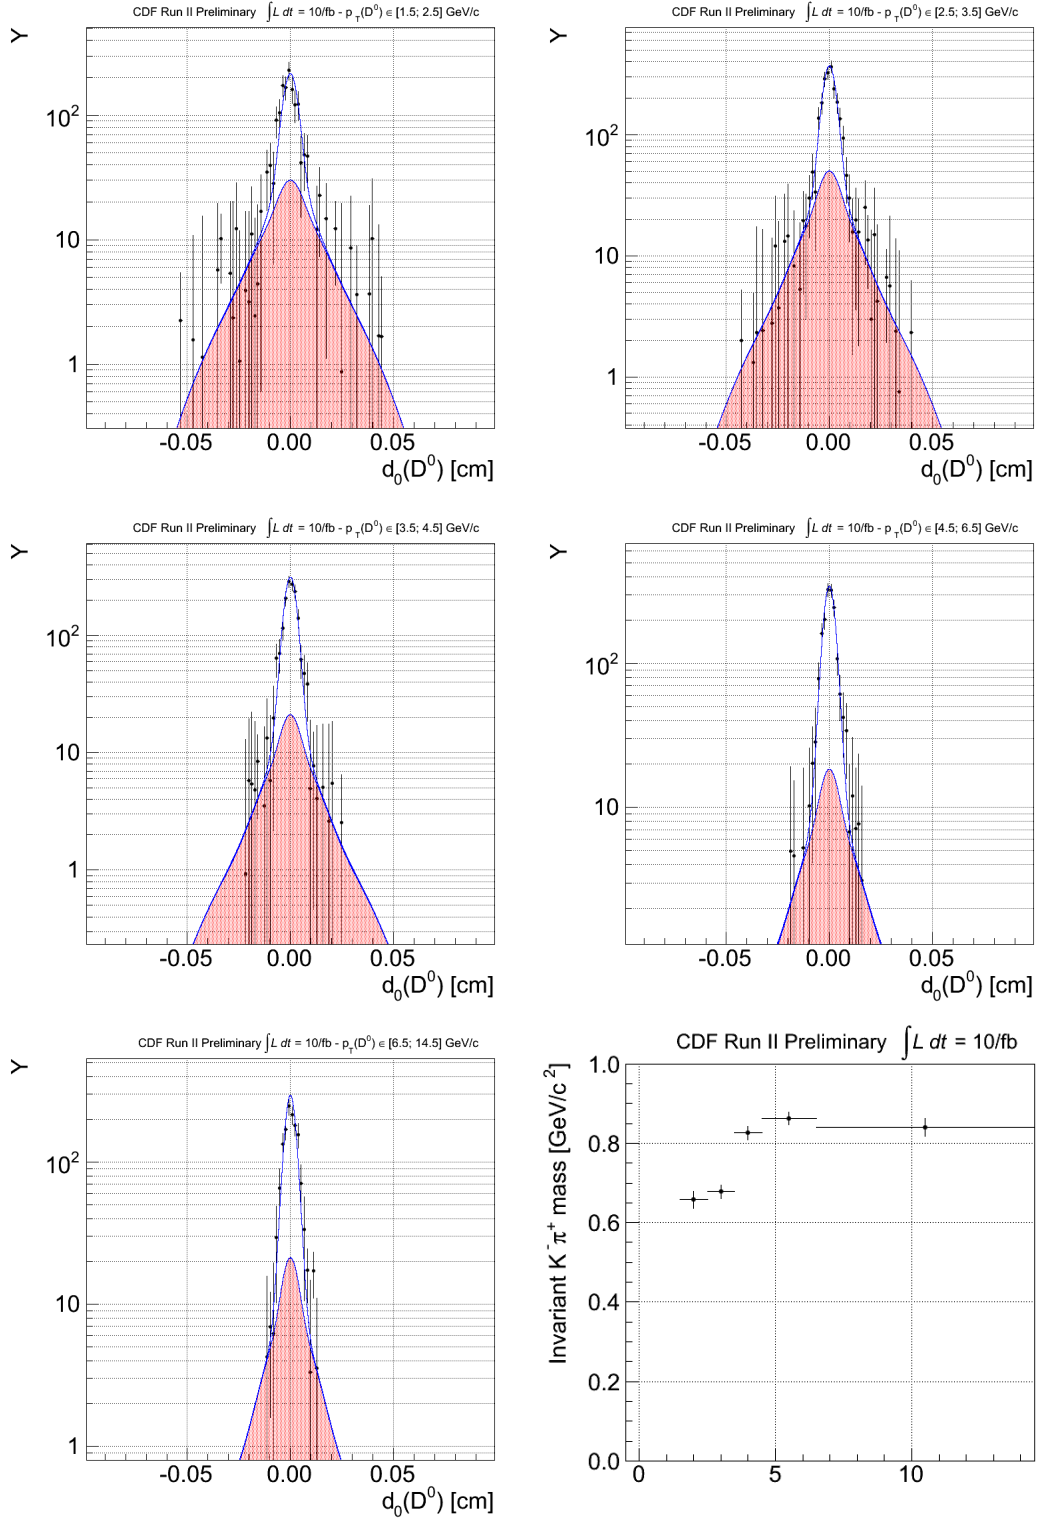 CDF Run II Preliminary ∫L dt = 10/fb - p_T(D^0) ∈ [1.5; 2.5] GeV/c
Y
10^2
10
1
-0.05 0.00 0.05
d_0(D^0) [cm]
CDF Run II Preliminary ∫L dt = 10/fb - p_T(D^0) ∈ [2.5; 3.5] GeV/c
Y
10^2
10
1
-0.05 0.00 0.05
d_0(D^0) [cm]
CDF Run II Preliminary ∫L dt = 10/fb - p_T(D^0) ∈ [3.5; 4.5] GeV/c
Y
10^2
10
1
-0.05 0.00 0.05
d_0(D^0) [cm]
CDF Run II Preliminary ∫L dt = 10/fb - p_T(D^0) ∈ [4.5; 6.5] GeV/c
Y
10^2
10
-0.05 0.00 0.05
d_0(D^0) [cm]
CDF Run II Preliminary ∫L dt = 10/fb - p_T(D^0) ∈ [6.5; 14.5] GeV/c
Y
10^2
10
1
-0.05 0.00 0.05
d_0(D^0) [cm]
CDF Run II Preliminary ∫L dt = 10/fb
Invariant K^-π^+ mass [GeV/c^2]
1.0
0.8
0.6
0.4
0.2
0.0
0 5 10